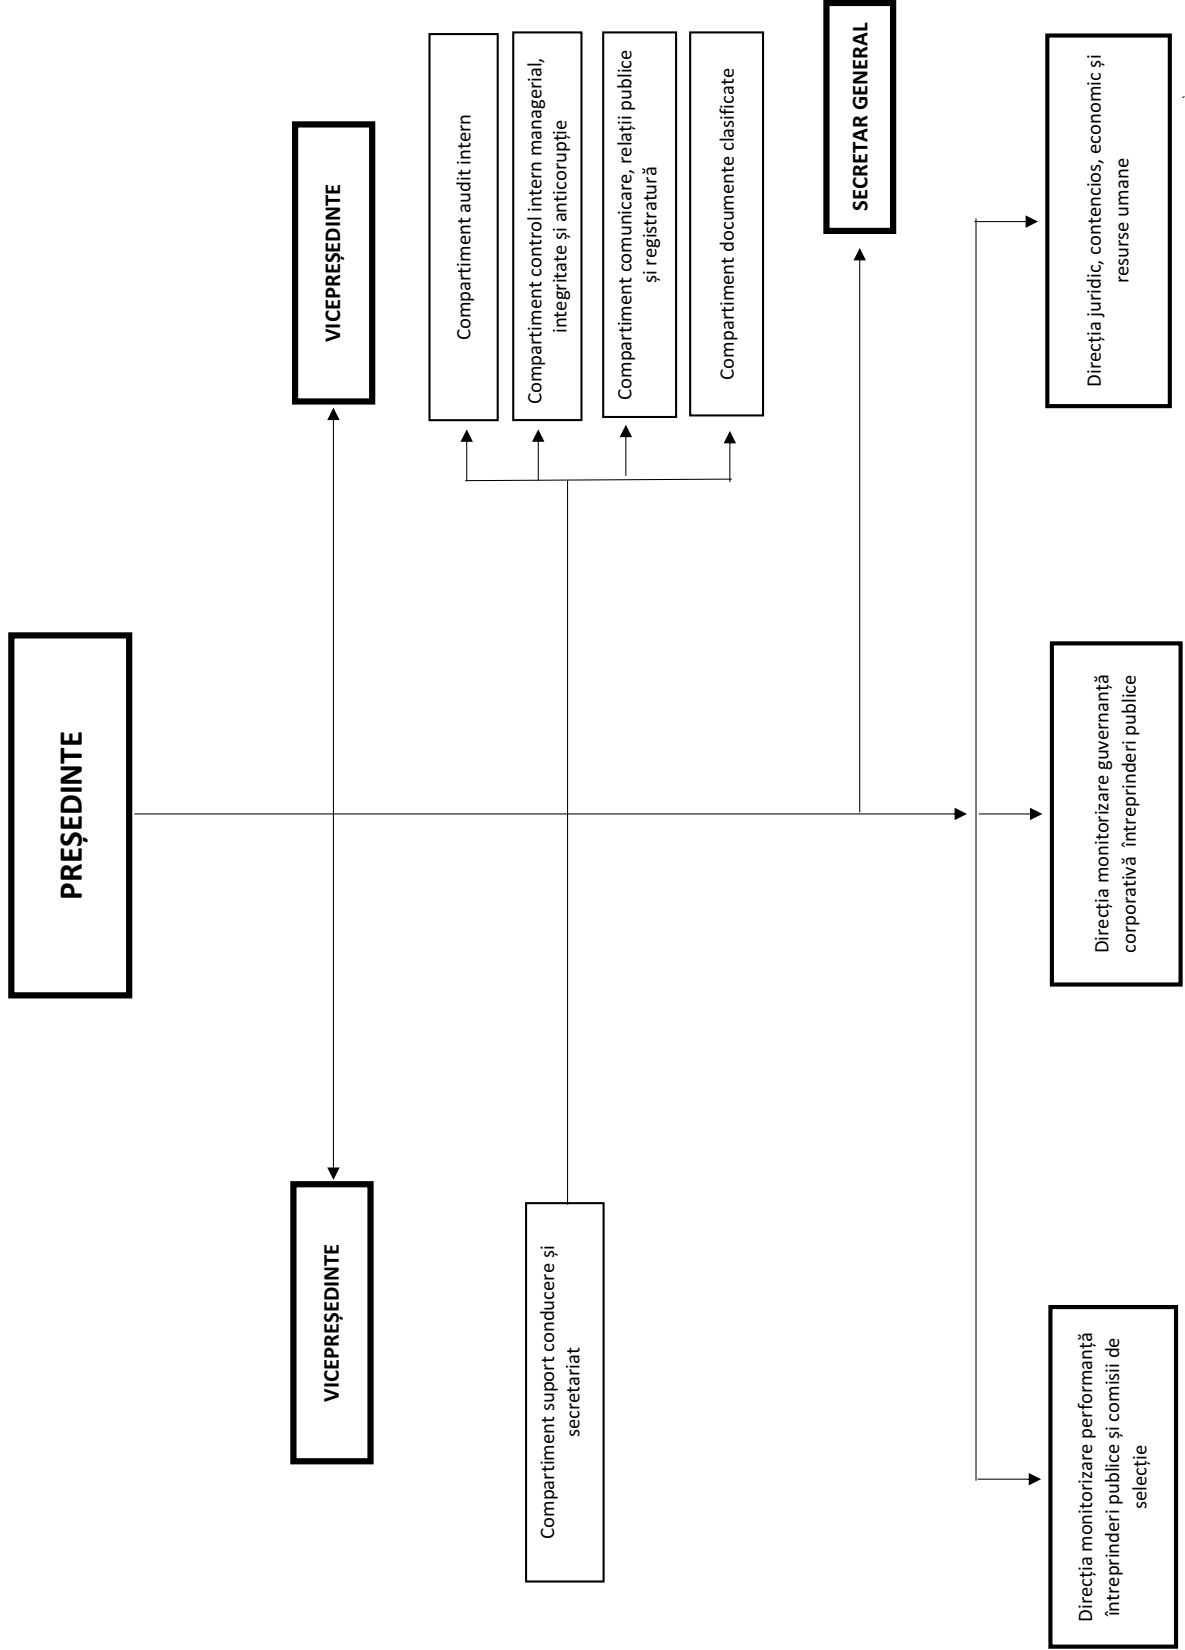 PREȘEDINTE
VICEPREȘEDINTE
VICEPREȘEDINTE
Compartiment suport conducere și
secretariat
Compartiment audit intern
Compartiment control intern managerial,
integritate și anticorupție
Compartiment comunicare, relații publice
și registratură
Compartiment documente clasificate
SECRETAR GENERAL
Direcția monitorizare performanță
întreprinderi publice și comisii de
selecție
Direcția monitorizare guvernanță
corporativă întreprinderi publice
Direcția juridic, contencios, economic și
resurse umane